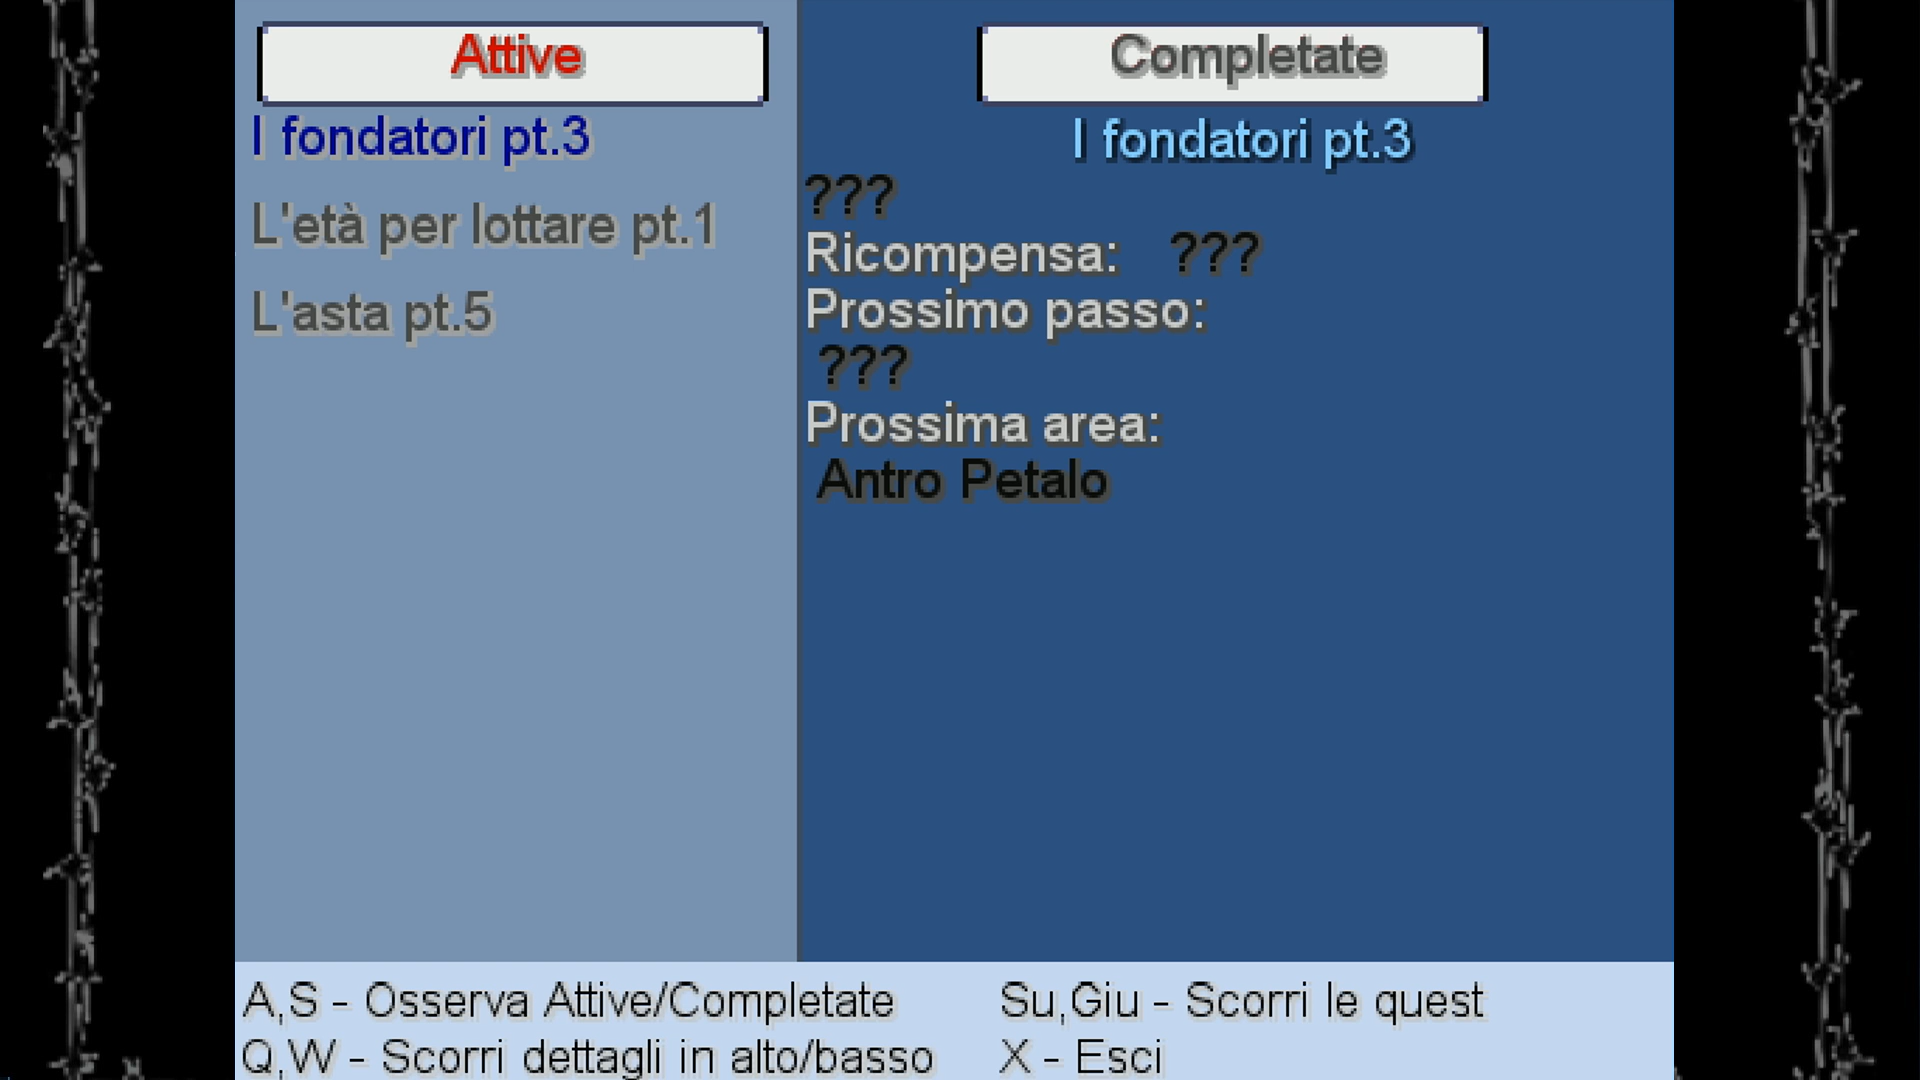 Attive
Completate
I fondatori pt.3
L'età per lottare pt.1
L'asta pt.5
I fondatori pt.3
???
Ricompensa: ???
Prossimo passo:
???
Prossima area:
Antro Petalo
A,S - Osserva Attive/Completate
Su,Giu - Scorri le quest
Q,W - Scorri dettagli in alto/basso
X - Esci